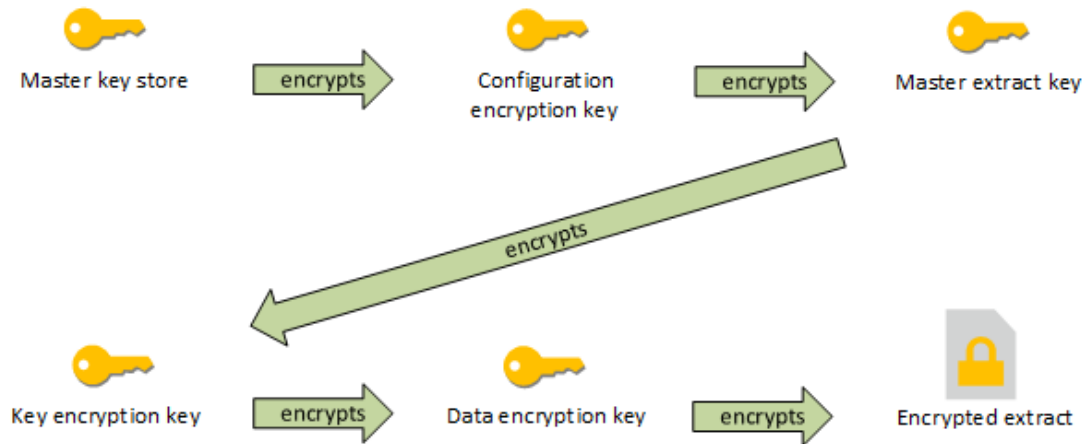 Master key store
encrypts
Configuration
encryption key
encrypts
Master extract key
encrypts
Key encryption key
encrypts
Data encryption key
encrypts
Encrypted extract